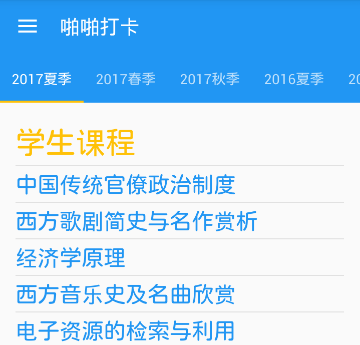 啪啪打卡
2017夏季 2017春季 2017秋季 2016夏季 20
学生课程
中国传统官僚政治制度
西方歌剧简史与名作赏析
经济学原理
西方音乐史及名曲欣赏
电子资源的检索与利用